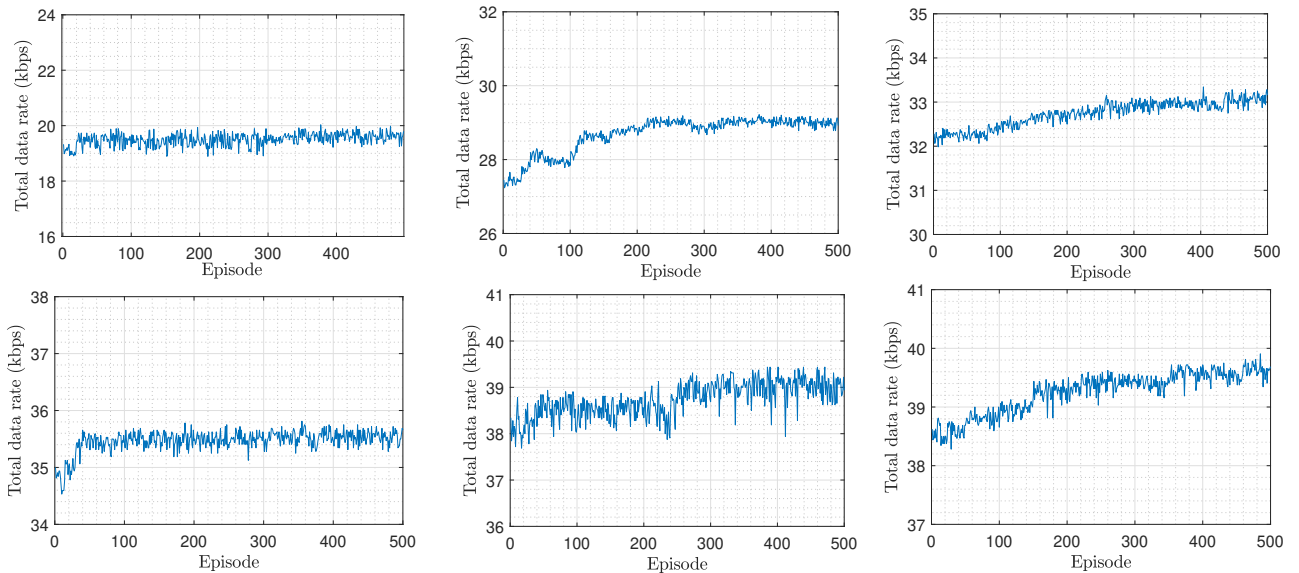 Total data rate (kbps)
24
22
20
18
16
0 100 200 300 400
Episode
Total data rate (kbps)
32
30
28
26
0 100 200 300 400 500
Episode
Total data rate (kbps)
35
34
33
32
31
30
0 100 200 300 400 500
Episode
Total data rate (kbps)
38
37
36
35
34
0 100 200 300 400 500
Episode
Total data rate (kbps)
41
40
39
38
37
36
0 100 200 300 400 500
Episode
Total data rate (kbps)
41
40
39
38
37
0 100 200 300 400 500
Episode